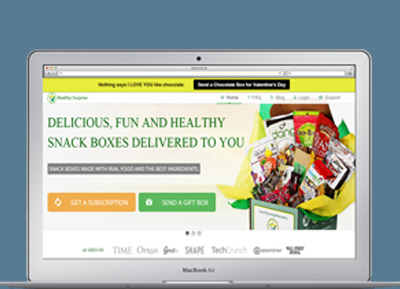 Nothing says I LOVE YOU like chocolate. Send a Chocolate Box for Valentine's Day
Healthy Surprise Home FAQ Blog Login Support
DELICIOUS, FUN AND HEALTHY
SNACK BOXES DELIVERED TO YOU
SNACK BOXES MADE WITH REAL FOOD AND THE BEST INGREDIENTS.
GET A SUBSCRIPTION SEND A GIFT BOX
AS SEEN ON TIME SHAPE TechCrunch examiner
MacBook Air